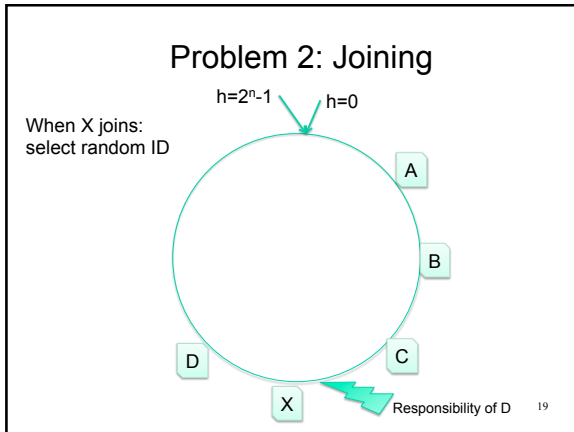 Problem 2: Joining
h=2ⁿ-1
h=0
When X joins:
select random ID
A
B
C
D
X
Responsibility of D
19